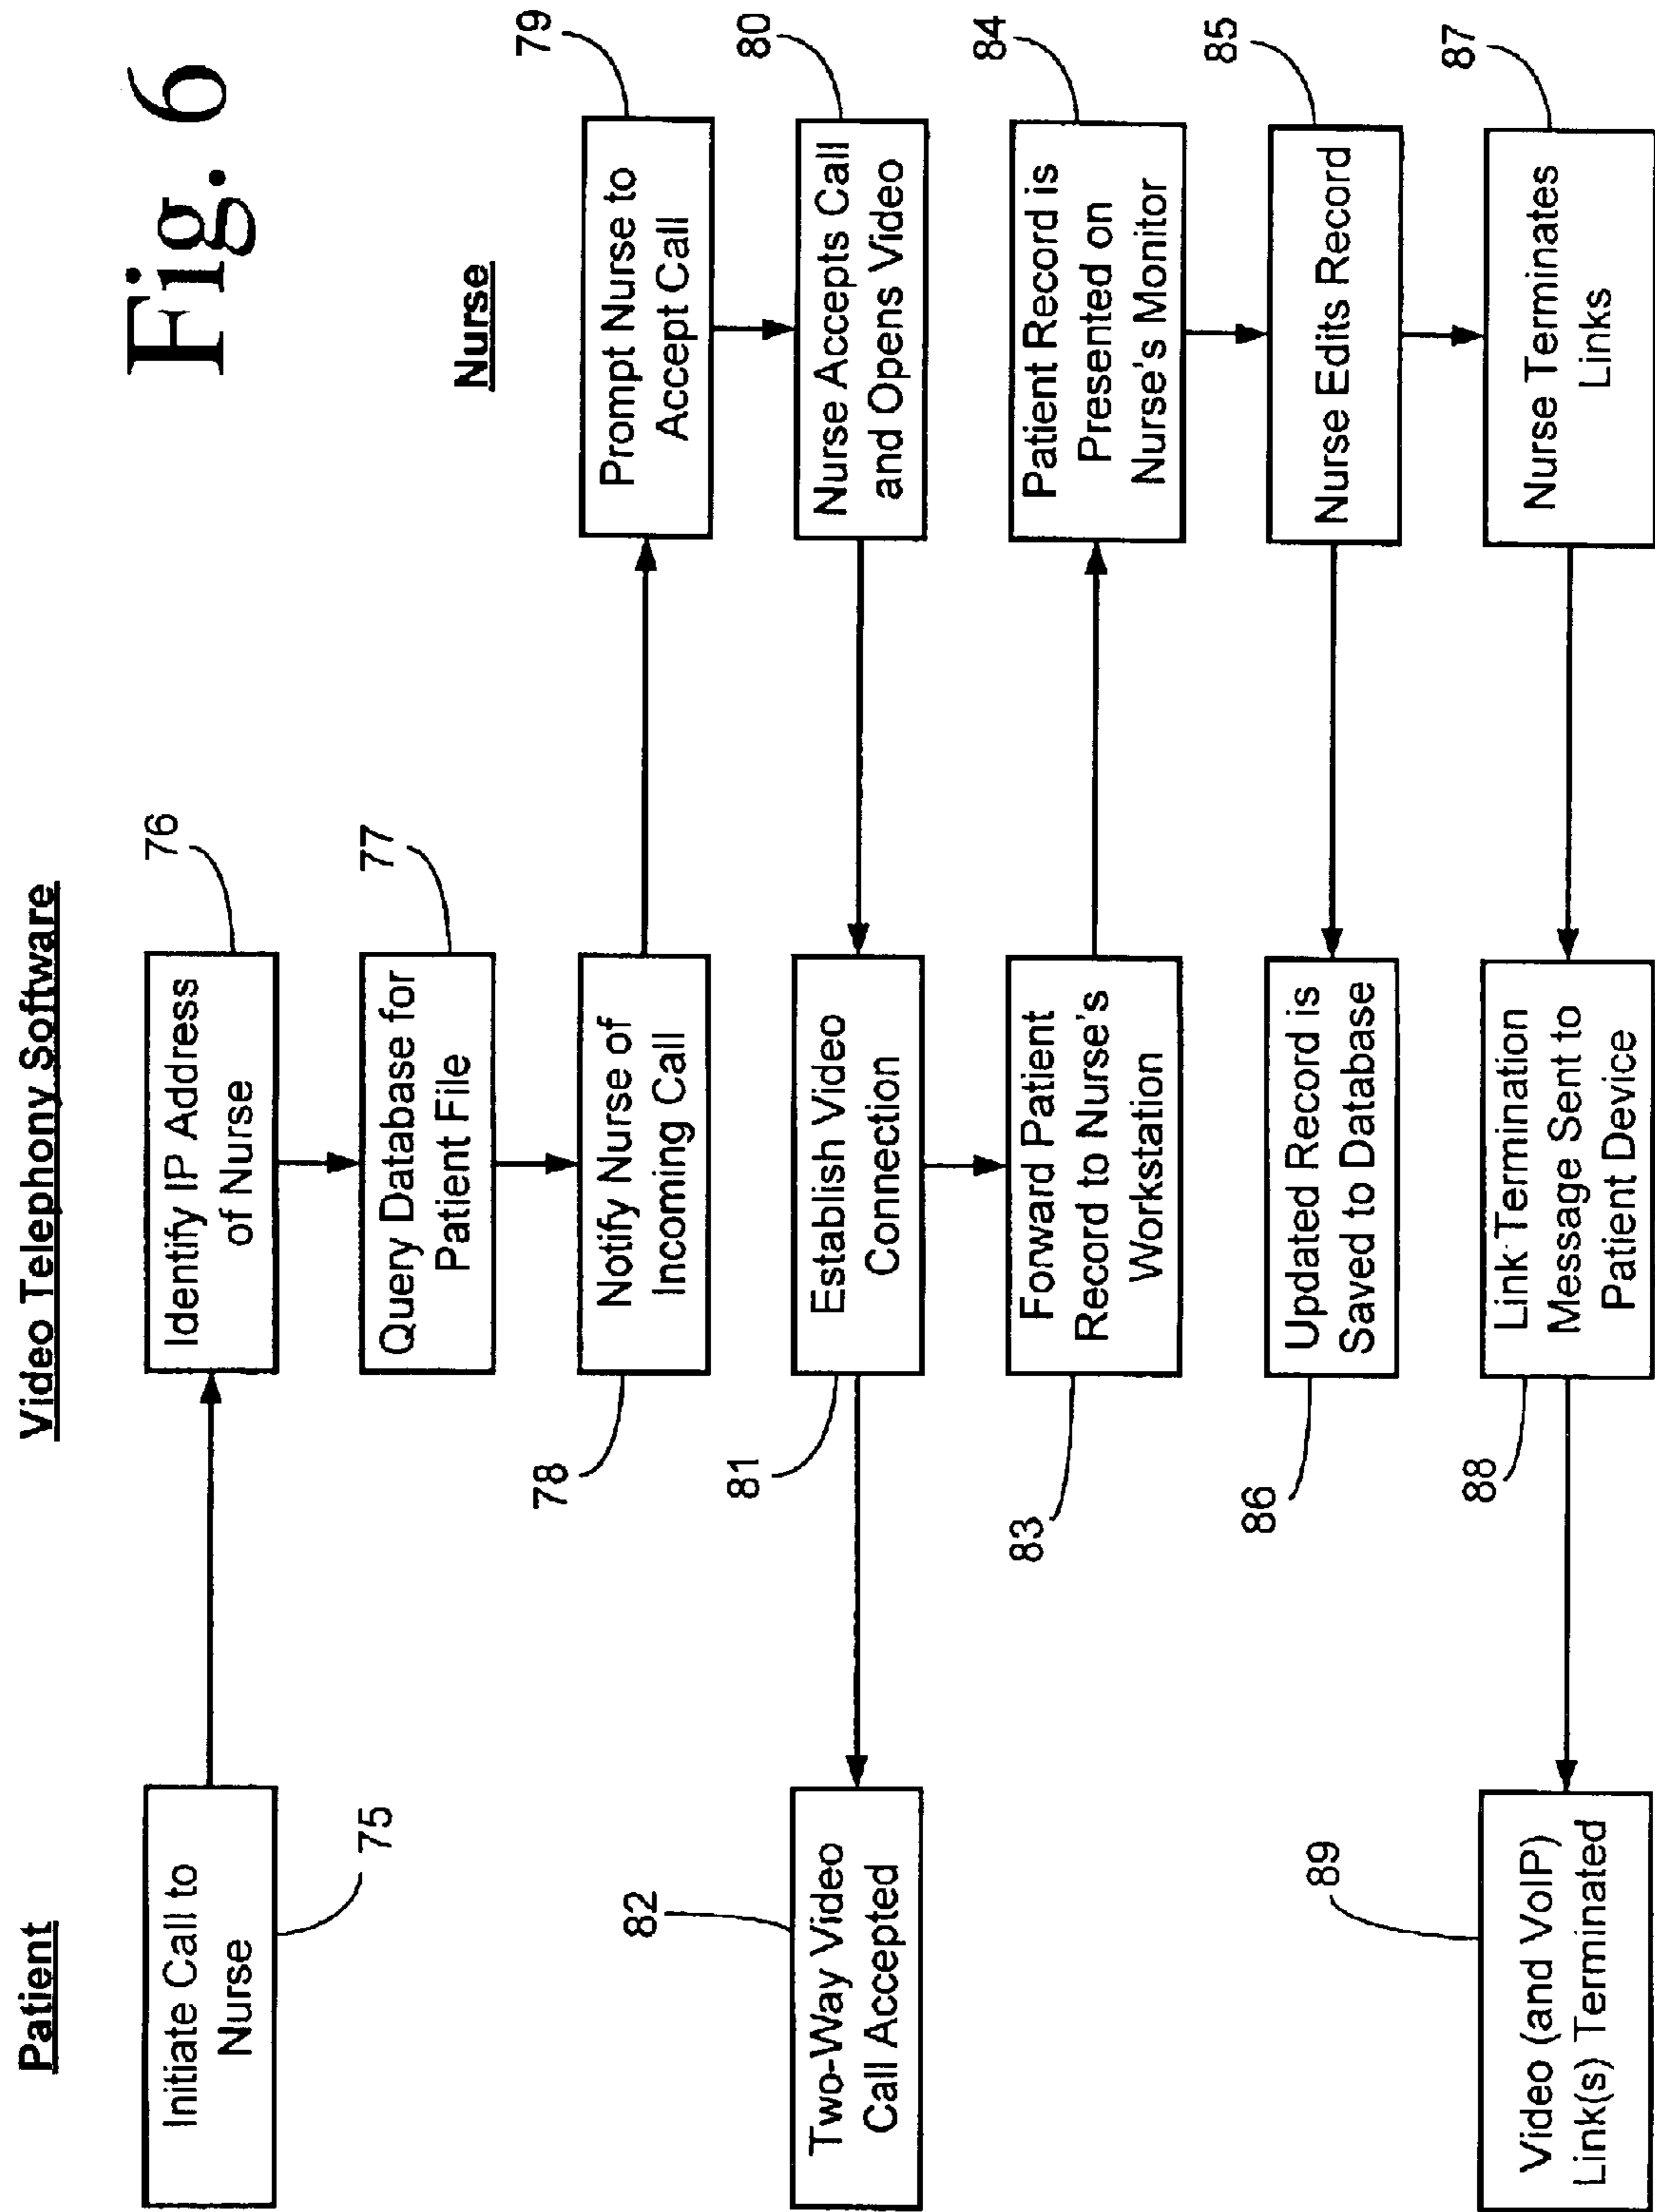 Fig. 6
Patient
Video Telephony Software
Nurse
Initiate Call to
Nurse
75
Identify IP Address
of Nurse
76
Query Database for
Patient File
77
Notify Nurse of
Incoming Call
78
Prompt Nurse to
Accept Call
79
Nurse Accepts Call
and Opens Video
80
Establish Video
Connection
81
Two-Way Video
Call Accepted
82
Forward Patient
Record to Nurse's
Workstation
83
Patient Record is
Presented on
Nurse's Monitor
84
Nurse Edits Record
85
Updated Record is
Saved to Database
86
Nurse Terminates
Links
87
Link Termination
Message Sent to
Patient Device
88
Video (and VoIP)
Link(s) Terminated
89